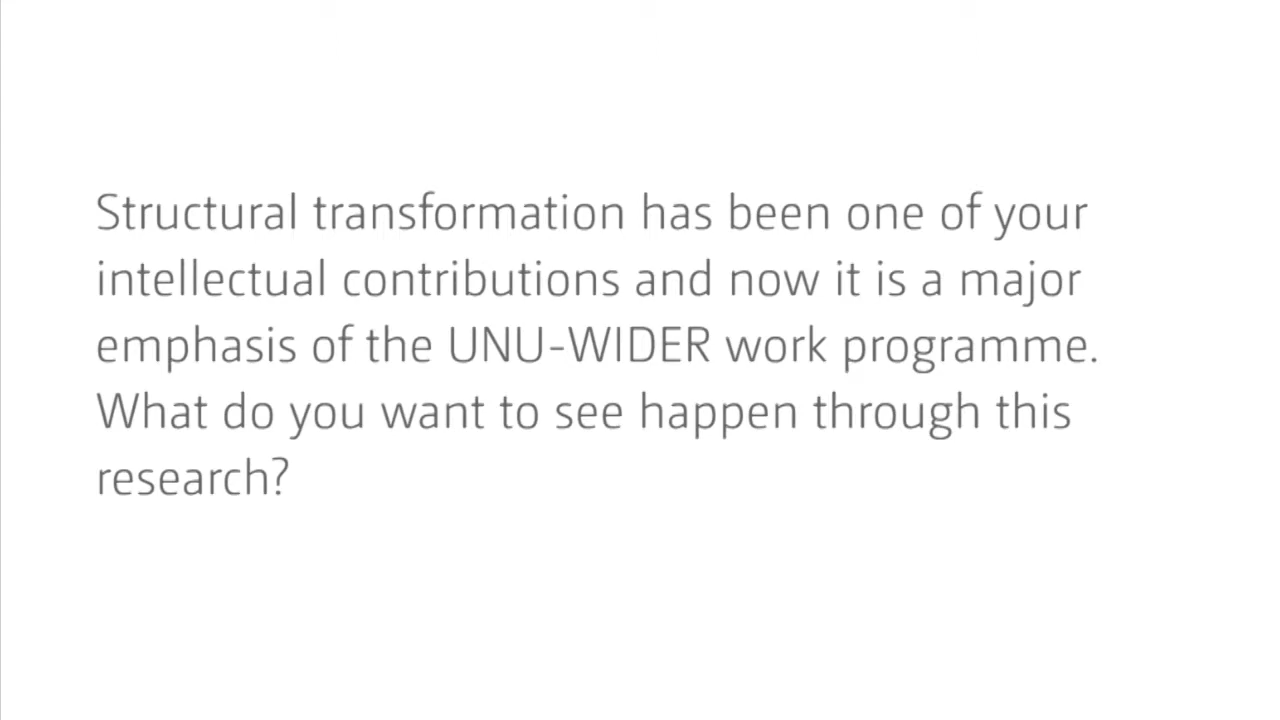 Structural transformation has been one of your
intellectual contributions and now it is a major
emphasis of the UNU-WIDER work programme.
What do you want to see happen through this
research?